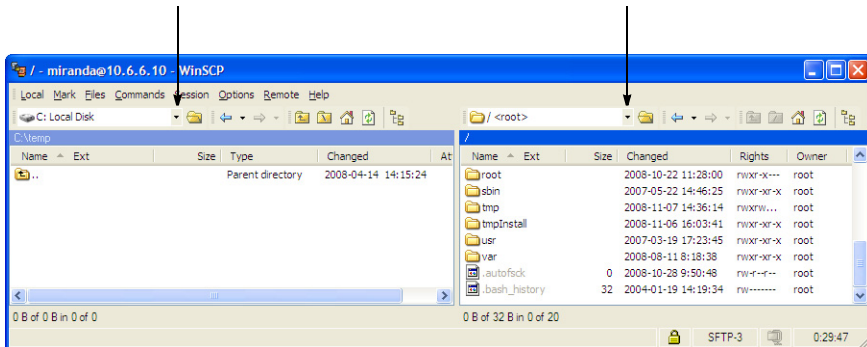 / - miranda@10.6.6.10 - WinSCP
Local Mark Files Commands Session Options Remote Help
C: Local Disk
/ <root>
C:\temp
/
Name Ext Size Type Changed At
Name Ext Size Changed Rights Owner
.. Parent directory 2008-04-14 14:15:24
root 2008-10-22 11:28:00 rwxr-x--- root
sbin 2007-05-22 14:46:25 rwxr-xr-x root
tmp 2008-11-07 14:36:14 rwxrw... root
tmpInstall 2008-11-06 16:03:41 rwxr-xr-x root
usr 2007-03-19 17:23:45 rwxr-xr-x root
var 2008-08-11 8:18:38 rwxr-xr-x root
.autofsck 0 2008-10-28 9:50:48 rw-r--r-- root
.bash_history 32 2004-01-19 14:19:34 rw------- root
0 B of 0 B in 0 of 0
0 B of 32 B in 0 of 20
SFTP-3 0:29:47